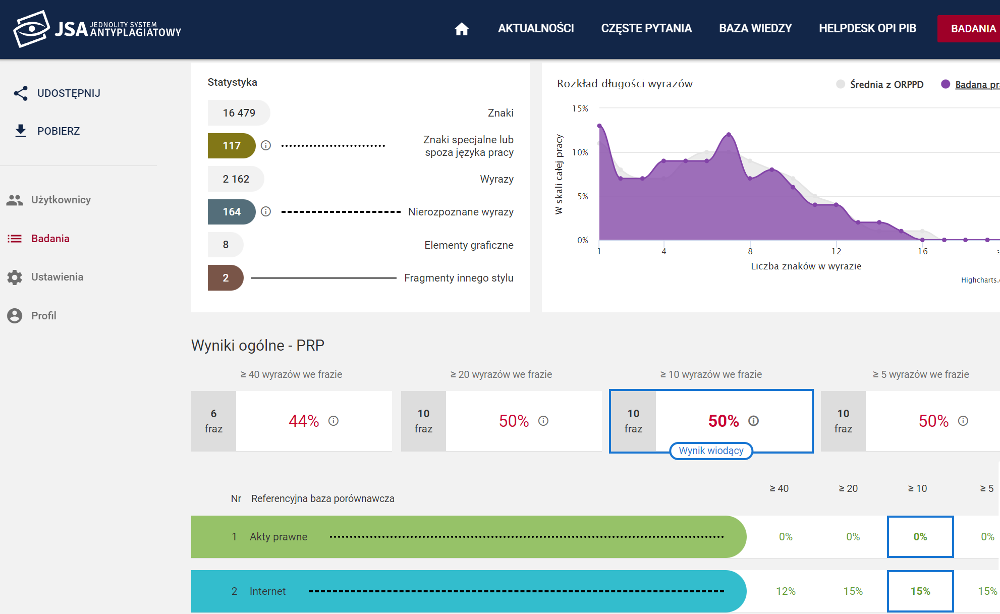 JSA JEDNOLITY SYSTEM ANTYPLAGIATOWY
AKTUALNOŚCI
CZĘSTE PYTANIA
BAZA WIEDZY
HELPDESK OPI PIB
BADANIA
UDOSTĘPNIJ
POBIERZ
Użytkownicy
Badania
Ustawienia
Profil
Statystyka
16 479 Znaki
117 Znaki specjalne lub
spoza języka pracy
2 162 Wyrazy
164 Nierozpoznane wyrazy
8 Elementy graficzne
2 Fragmenty innego stylu
Rozkład długości wyrazów
Średnia z ORPPD
Badana
W skali całej pracy
15%
10%
5%
0%
1 4 8 12 16 ≥
Liczba znaków w wyrazie
Highcharts.
Wyniki ogólne - PRP
≥ 40 wyrazów we frazie
6
fraz
44%
≥ 20 wyrazów we frazie
10
fraz
50%
≥ 10 wyrazów we frazie
10
fraz
50%
Wynik wiodący
≥ 5 wyrazów we frazie
10
fraz
50%
Nr Referencyjna baza porównawcza ≥ 40 ≥ 20 ≥ 10 ≥ 5
1 Akty prawne 0% 0% 0% 0%
2 Internet 12% 15% 15% 15%